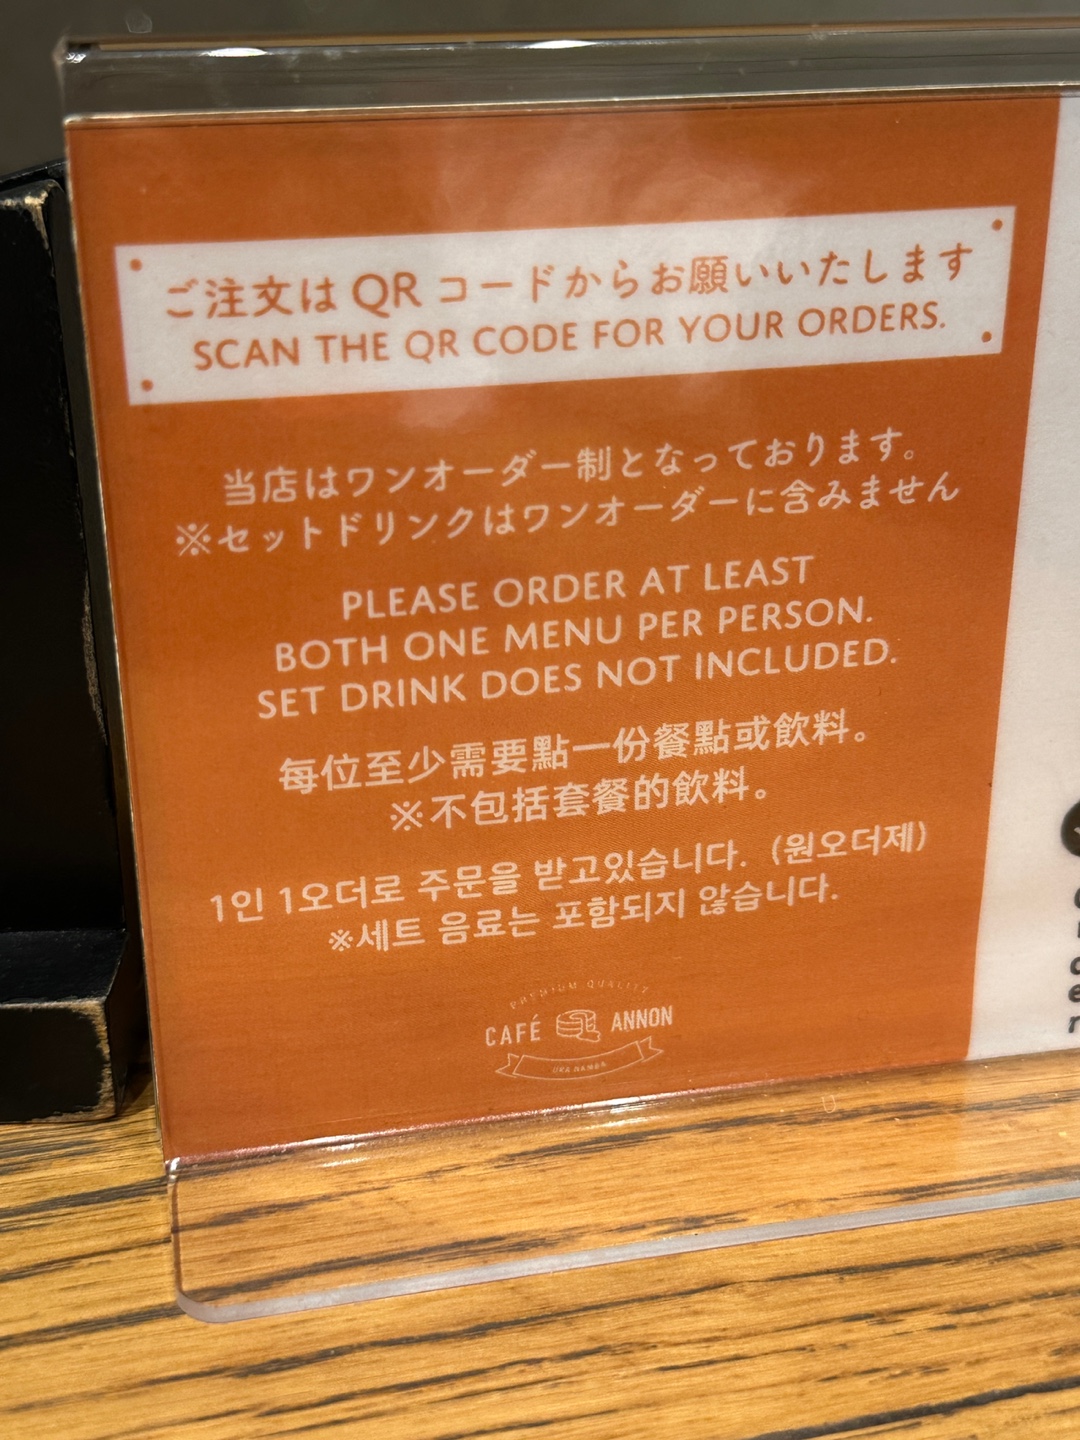 ご注文は QR コードからお願いいたします
SCAN THE QR CODE FOR YOUR ORDERS.
当店はワンオーダー制となっております。
※セットドリンクはワンオーダーに含みません
PLEASE ORDER AT LEAST
BOTH ONE MENU PER PERSON.
SET DRINK DOES NOT INCLUDED.
每位至少需要點一份餐點或飲料。
※不包括套餐的飲料。
1인 1오더로 주문을 받고있습니다. (원오더제)
※세트 음료는 포함되지 않습니다.
PREMIUM QUALITY
CAFÉ ANNON
URA NAMBA